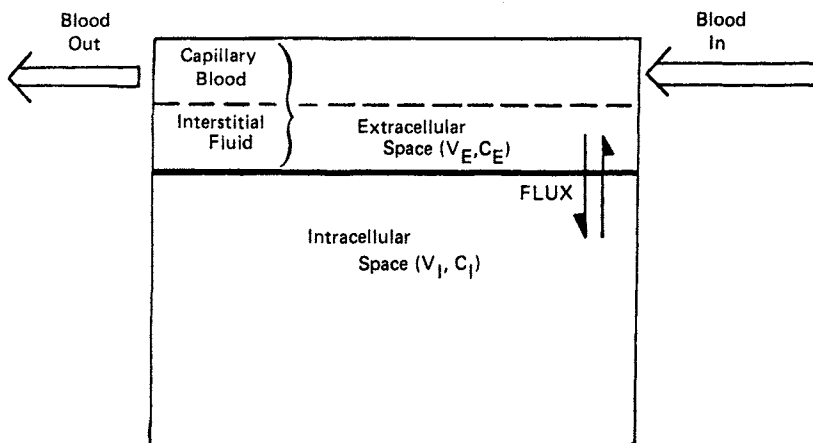 Blood
Out
Blood
In
Capillary
Blood
Interstitial
Fluid
Extracellular
Space (V_E, C_E)
FLUX
Intracellular
Space (V_I, C_I)